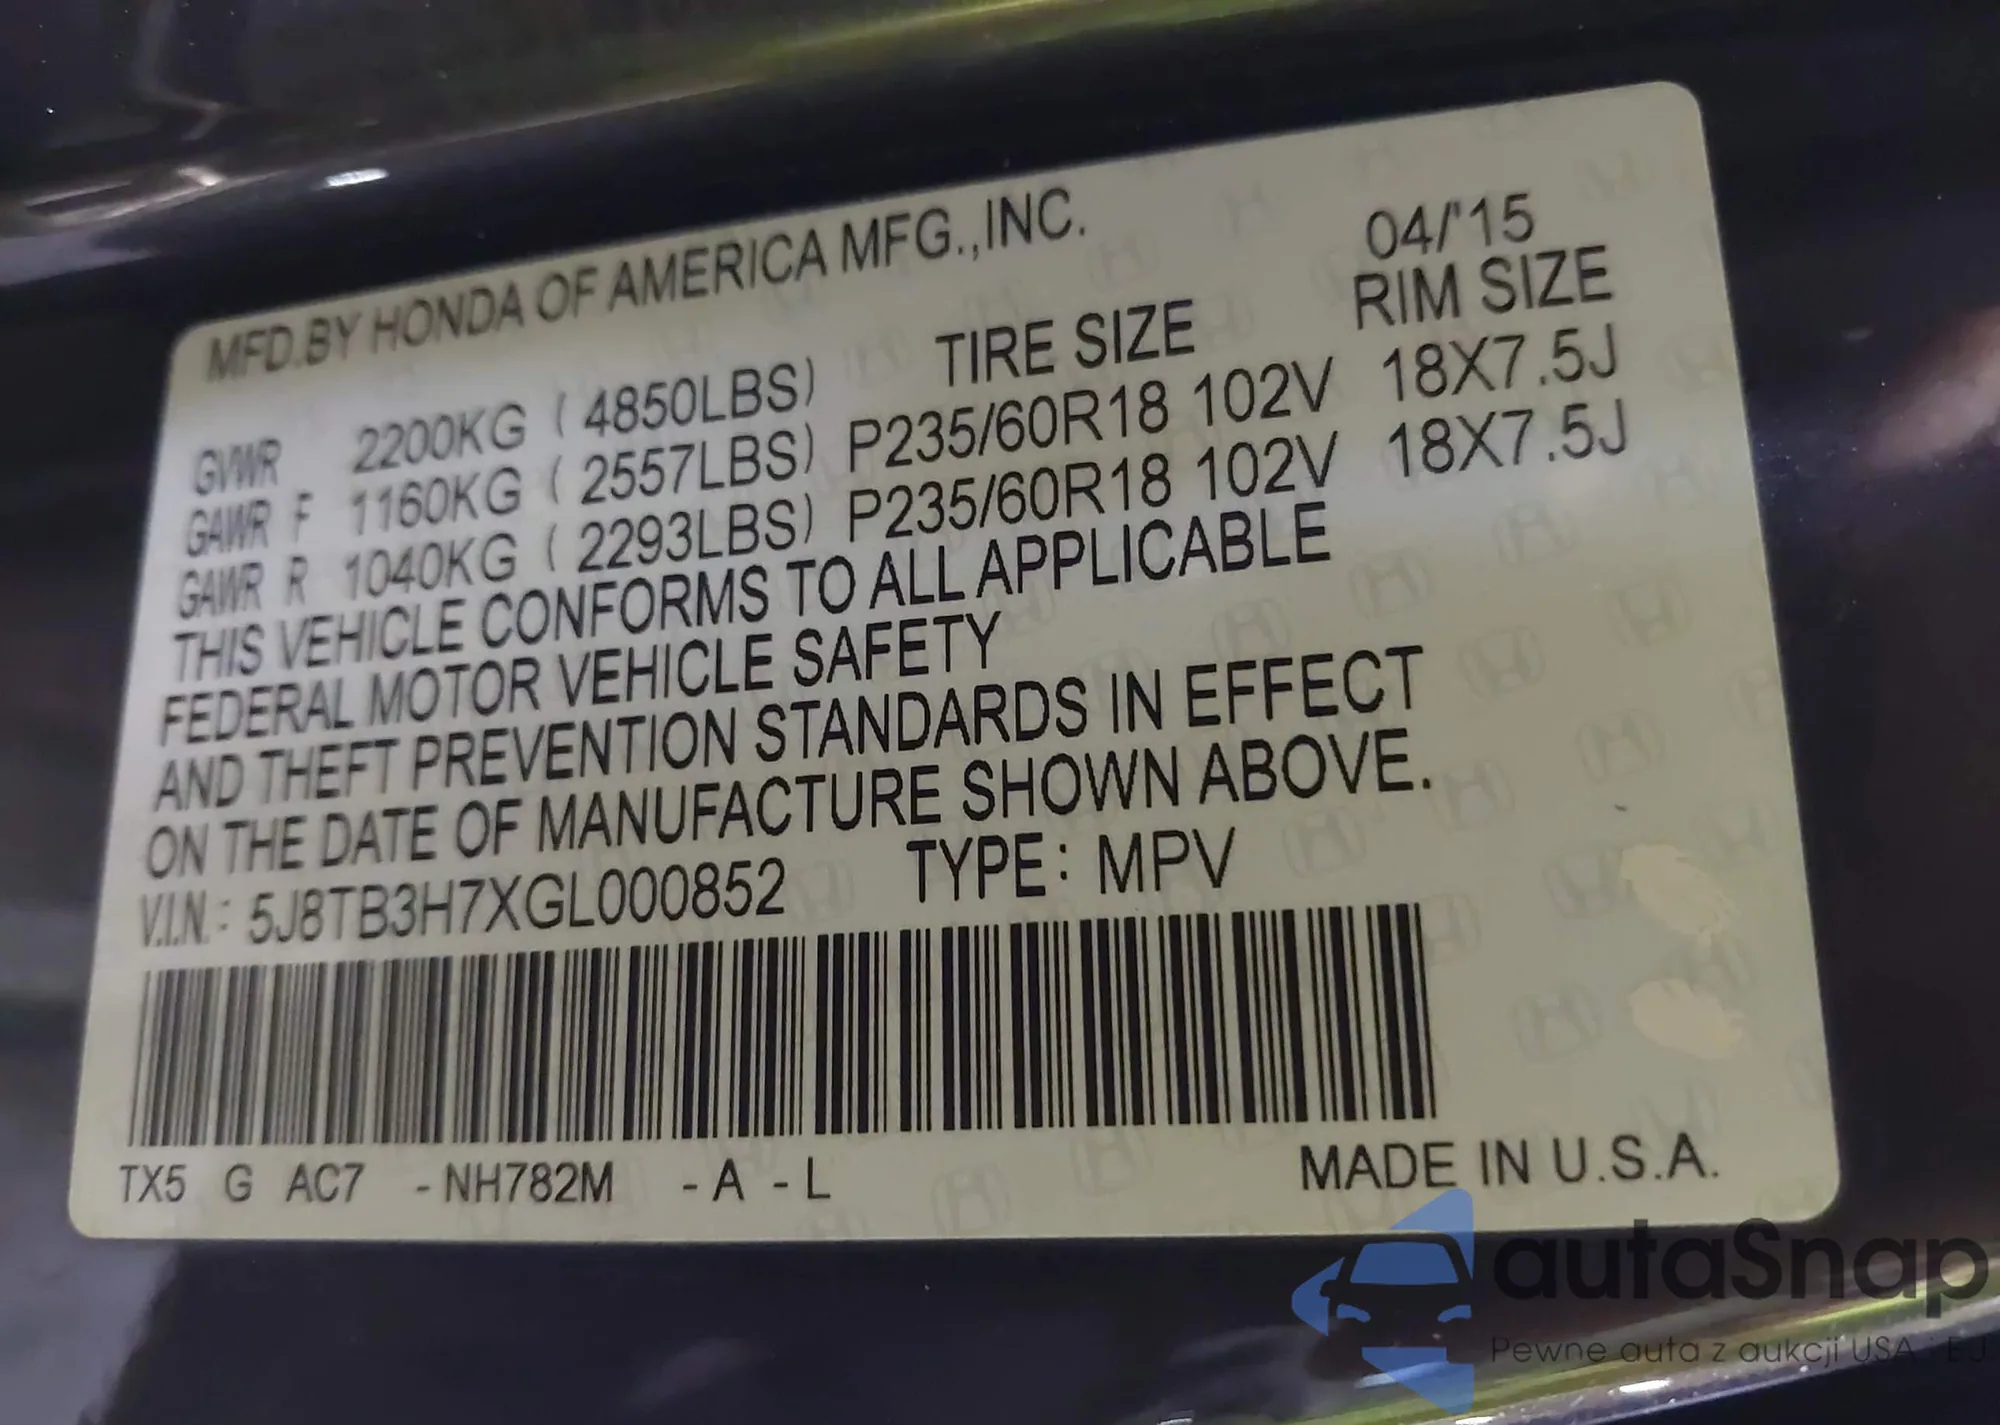 MFD.BY HONDA OF AMERICA MFG.,INC. 04/'15
TIRE SIZE RIM SIZE
GVWR 2200KG ( 4850LBS)
GAWR F 1160KG ( 2557LBS) P235/60R18 102V 18X7.5J
GAWR R 1040KG ( 2293LBS) P235/60R18 102V 18X7.5J
THIS VEHICLE CONFORMS TO ALL APPLICABLE
FEDERAL MOTOR VEHICLE SAFETY
AND THEFT PREVENTION STANDARDS IN EFFECT
ON THE DATE OF MANUFACTURE SHOWN ABOVE.
V.I.N.: 5J8TB3H7XGL000852 TYPE: MPV
TX5 G AC7 -NH782M -A -L MADE IN U.S.A.
autaSnap
Pewne auta z aukcji USA i EU